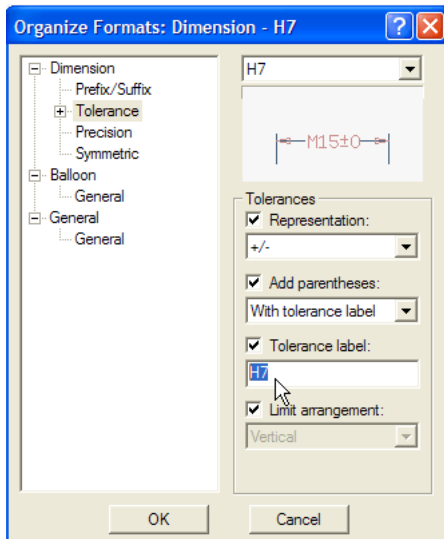 Organize Formats: Dimension - H7
Dimension
Prefix/Suffix
Tolerance
Precision
Symmetric
Balloon
General
General
General
H7
M15±0
Tolerances
Representation:
+/-
Add parentheses:
With tolerance label
Tolerance label:
H7
Limit arrangement:
Vertical
OK
Cancel